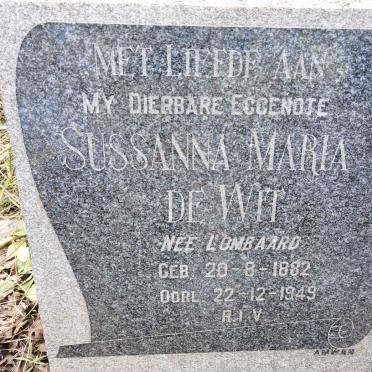 MET LIEFDE AAN
MY DIERBARE EGGENOTE
SUSSANNA MARIA
DE WIT
NEE LOMBAARD
GEB. 20-8-1882
OORL. 22-12-1949
R.I.V.